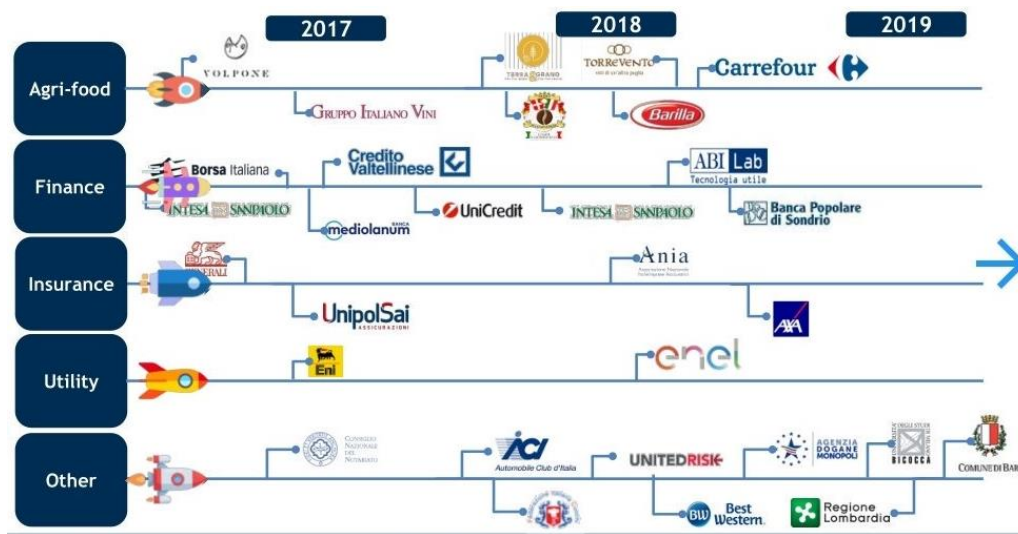 2017
2018
2019
Agri-food
VOLPONE
GRUPPO ITALIANO VINI
TORREVENTO
Carrefour
Barilla
Finance
Borsa Italiana
INTESA SANPAOLO
Credito
Valtellinese
BANCA
mediolanum
UniCredit
INTESA SANPAOLO
ABI Lab
Tecnologia utile
Banca Popolare
di Sondrio
Insurance
GENERALI
UnipolSai
ASSICURAZIONI
Ania
AXA
Utility
Eni
enel
Other
CONSIGLIO
NAZIONALE
DEL
NOTARIATO
ACI
Automobile Club d'Italia
UNITEDRISK
BW Best
Western
AGENZIA
DOGANE
MONOPOLI
Regione
Lombardia
BICOCCA
COMUNE DI BARI